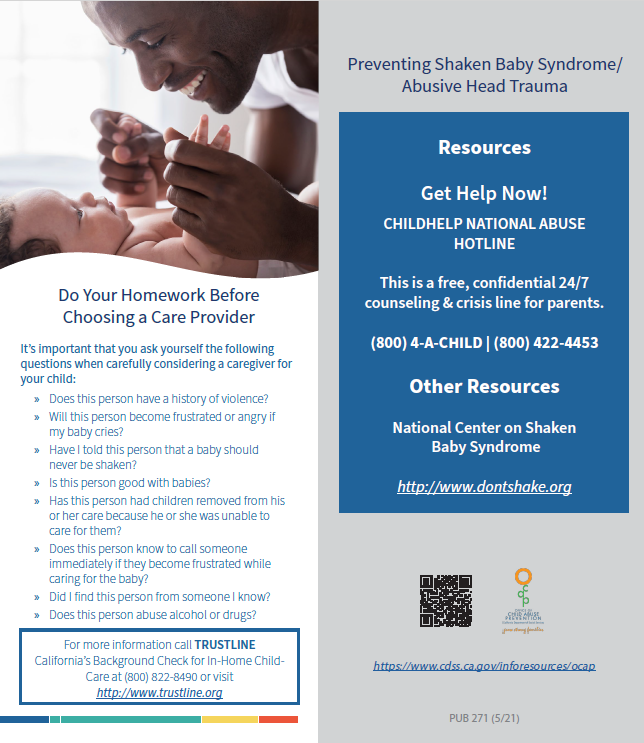 Do Your Homework Before
Choosing a Care Provider
It's important that you ask yourself the following
questions when carefully considering a caregiver for
your child:
» Does this person have a history of violence?
» Will this person become frustrated or angry if
my baby cries?
» Have I told this person that a baby should
never be shaken?
» Is this person good with babies?
» Has this person had children removed from his
or her care because he or she was unable to
care for them?
» Does this person know to call someone
immediately if they become frustrated while
caring for the baby?
» Did I find this person from someone I know?
» Does this person abuse alcohol or drugs?
For more information call TRUSTLINE
California's Background Check for In-Home Child-
Care at (800) 822-8490 or visit
http://www.trustline.org
Preventing Shaken Baby Syndrome/
Abusive Head Trauma
Resources
Get Help Now!
CHILDHELP NATIONAL ABUSE
HOTLINE
This is a free, confidential 24/7
counseling & crisis line for parents.
(800) 4-A-CHILD | (800) 422-4453
Other Resources
National Center on Shaken
Baby Syndrome
http://www.dontshake.org
CHILD ABUSE
PREVENTION
https://www.cdss.ca.gov/inforesources/ocap
PUB 271 (5/21)